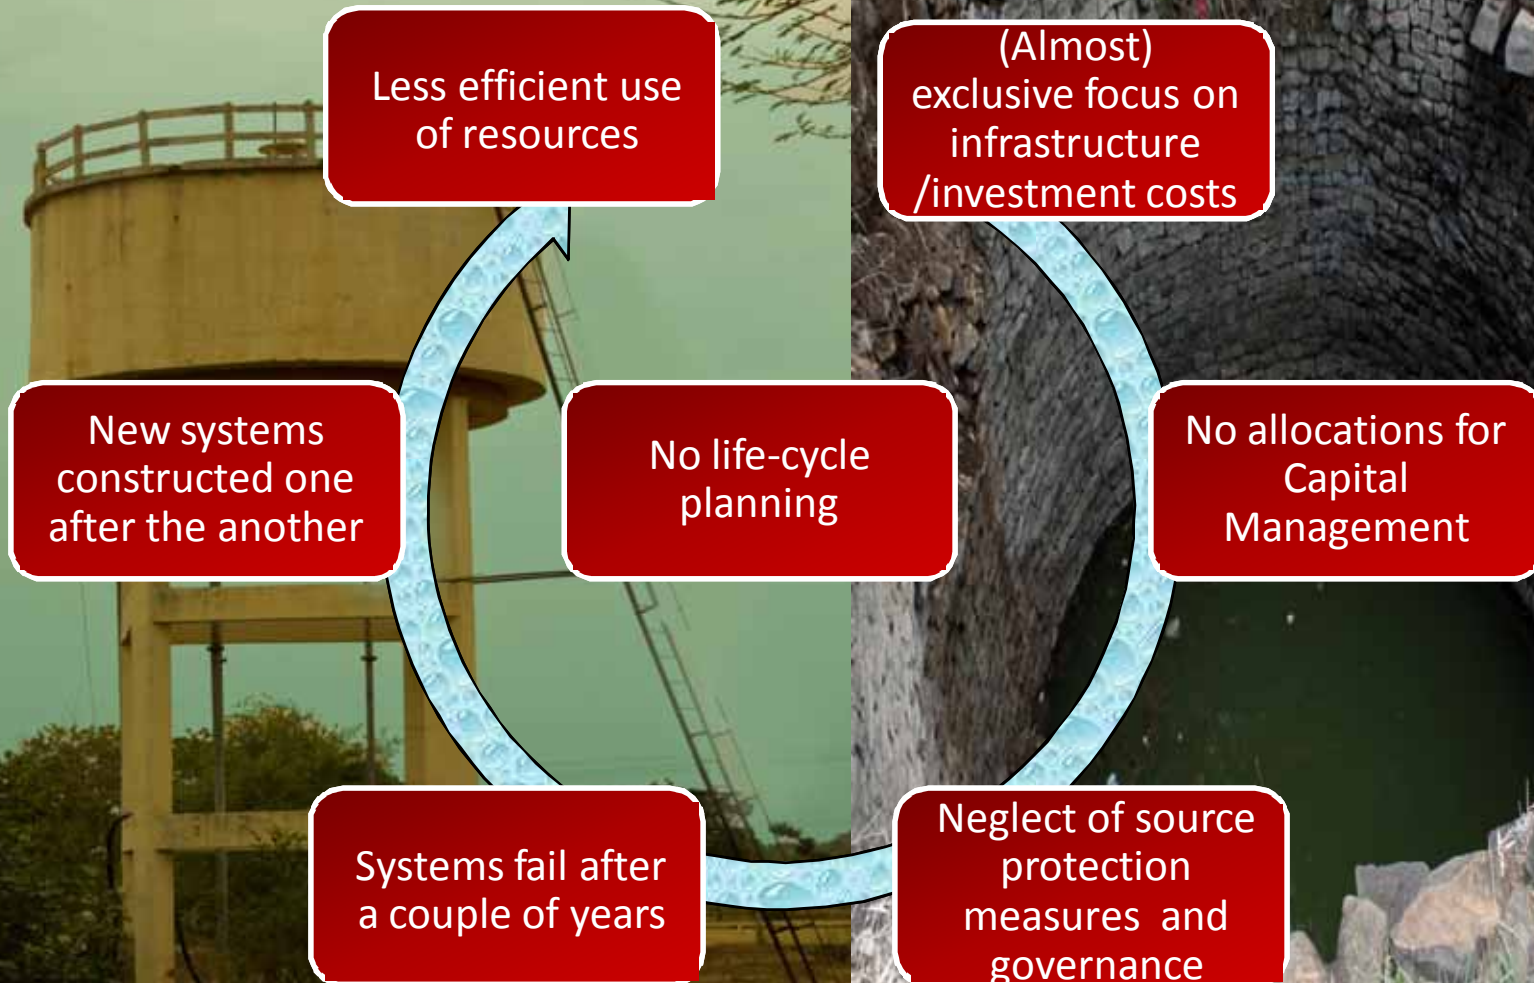 Less efficient use
of resources
(Almost)
exclusive focus on
infrastructure
/investment costs
New systems
constructed one
after the another
No life-cycle
planning
No allocations for
Capital
Management
Systems fail after
a couple of years
Neglect of source
protection
measures and
governance